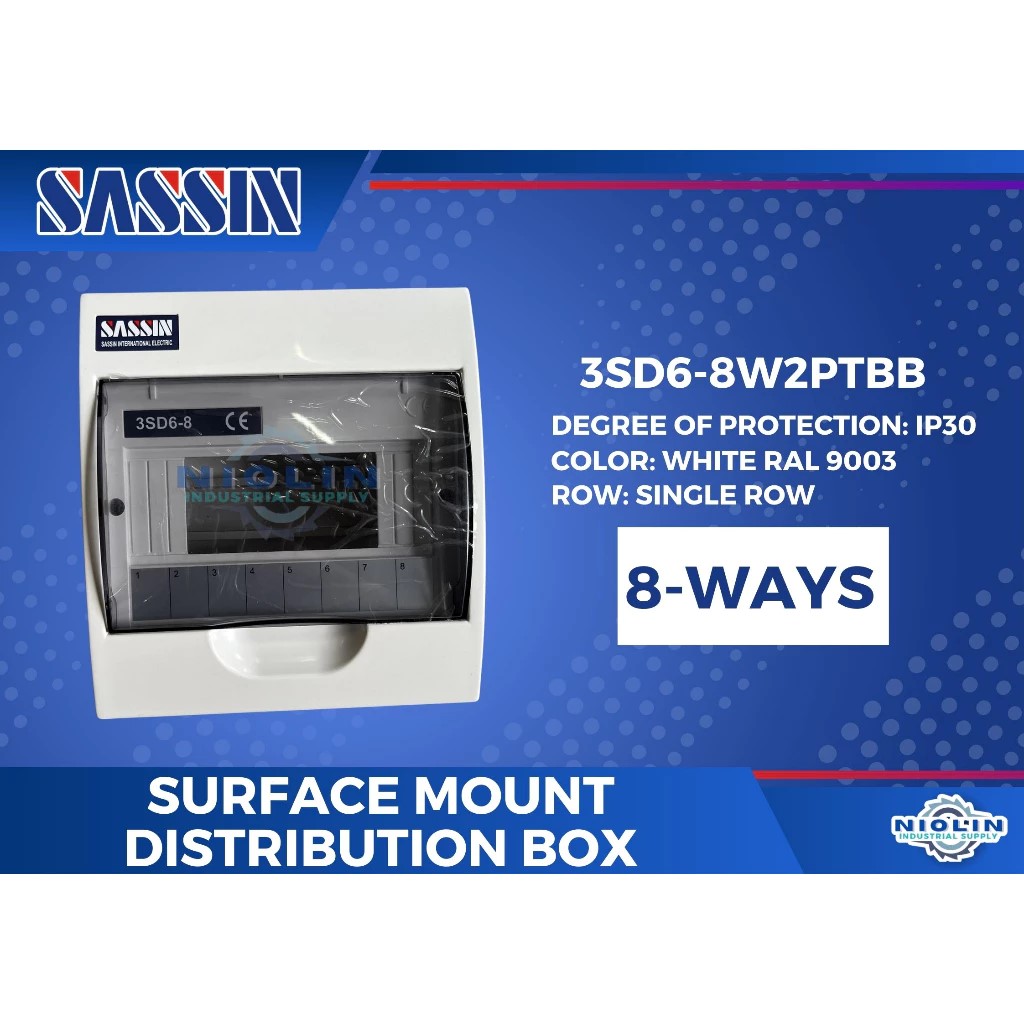 SASSIN
SASSIN
SASSIN INTERNATIONAL ELECTRIC
3SD6-8 CE
NIOLIN
INDUSTRIAL SUPPLY
1 2 3 4 5 6 7 8
3SD6-8W2PTBB
DEGREE OF PROTECTION: IP30
COLOR: WHITE RAL 9003
ROW: SINGLE ROW
8-WAYS
SURFACE MOUNT
DISTRIBUTION BOX
NIOLIN
INDUSTRIAL SUPPLY